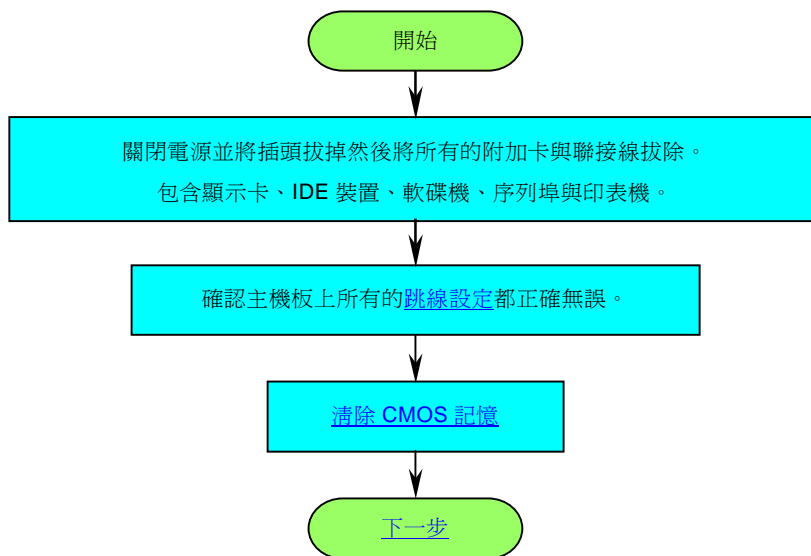 開始
關閉電源並將插頭拔掉然後將所有的附加卡與聯接線拔除。
包含顯示卡、IDE 裝置、軟碟機、序列埠與印表機。
確認主機板上所有的跳線設定都正確無誤。
清除 CMOS 記憶
下一步